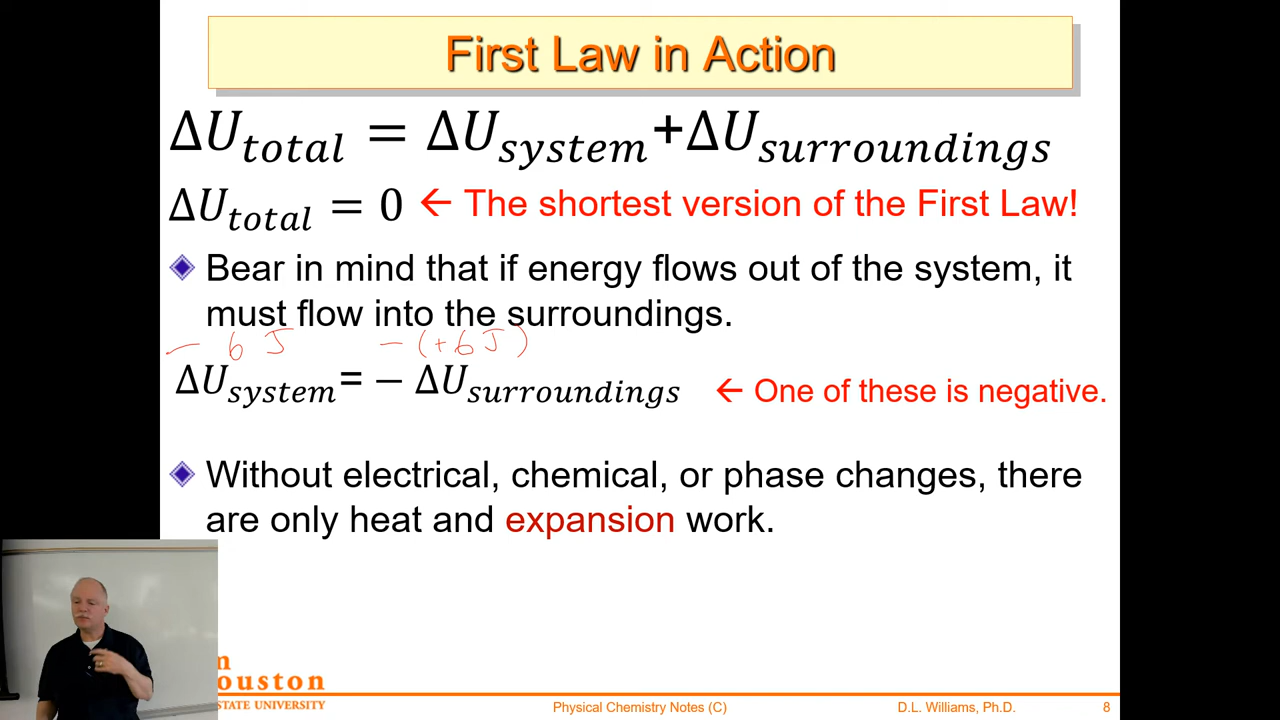 First Law in Action
ΔU_total = ΔU_system+ΔU_surroundings
ΔU_total = 0 ← The shortest version of the First Law!
Bear in mind that if energy flows out of the system, it
must flow into the surroundings.
− 6 J − (+6 J)
ΔU_system= − ΔU_surroundings ← One of these is negative.
Without electrical, chemical, or phase changes, there
are only heat and expansion work.
n
ouston
STATE UNIVERSITY
Physical Chemistry Notes (C) D.L. Williams, Ph.D. 8